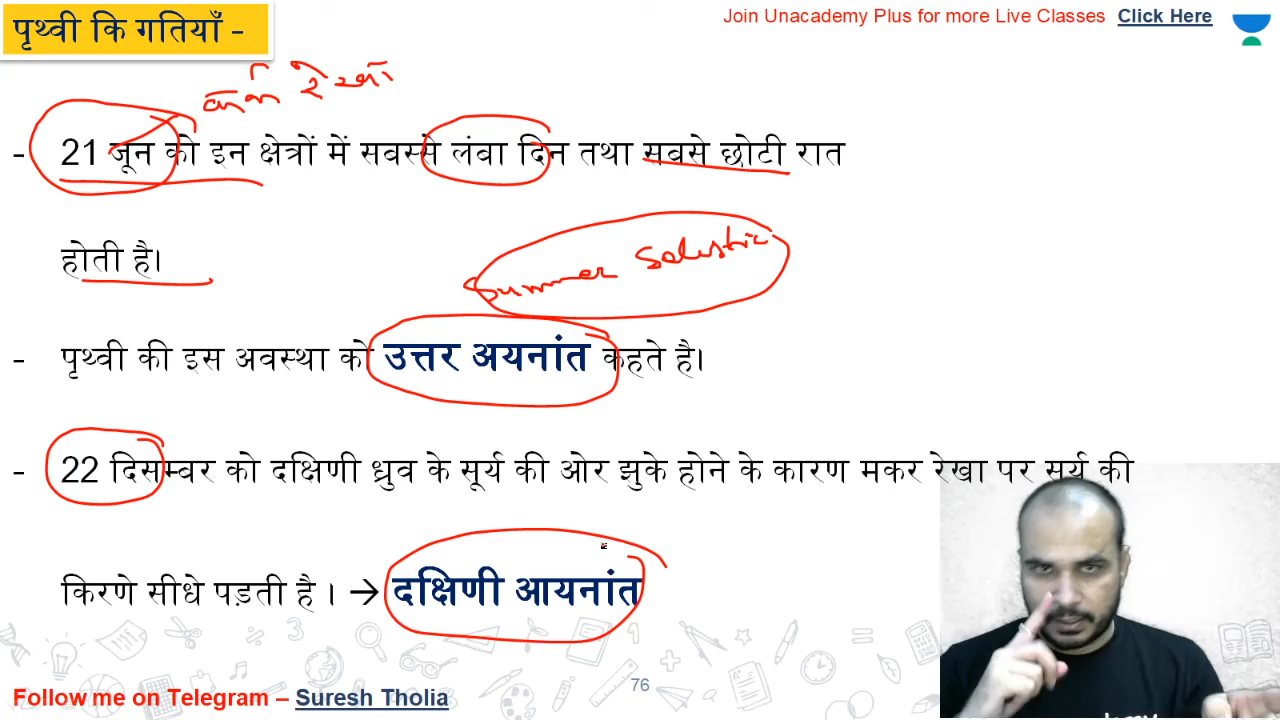 पृथ्वी कि गतियाँ -
Join Unacademy Plus for more Live Classes Click Here
कर्क रेखा
- 21 जून को इन क्षेत्रों में सबस्से लंबा दिन तथा सबसे छोटी रात
होती है।
Summer
- पृथ्वी की इस अवस्था को उत्तर अयनांत कहते है।
- 22 दिसम्बर को दक्षिणी ध्रुव के सूर्य की ओर झुके होने के कारण मकर रेखा पर सूर्य की
किरणे सीधे पड़ती है । → दक्षिणी आयनांत
76
Follow me on Telegram – Suresh Tholia